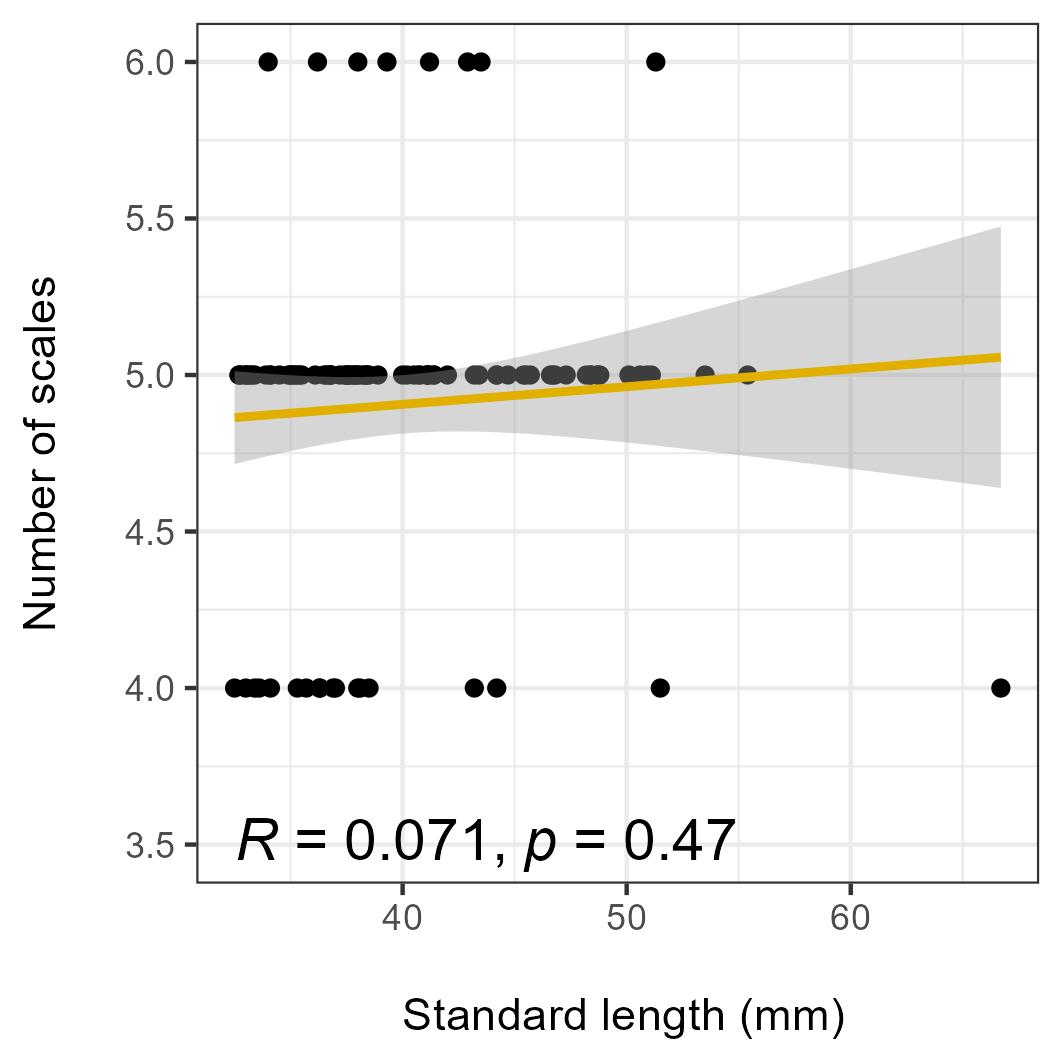 6.0
5.5
5.0
4.5
4.0
3.5
Number of scales
R = 0.071, p = 0.47
40 50 60
Standard length (mm)